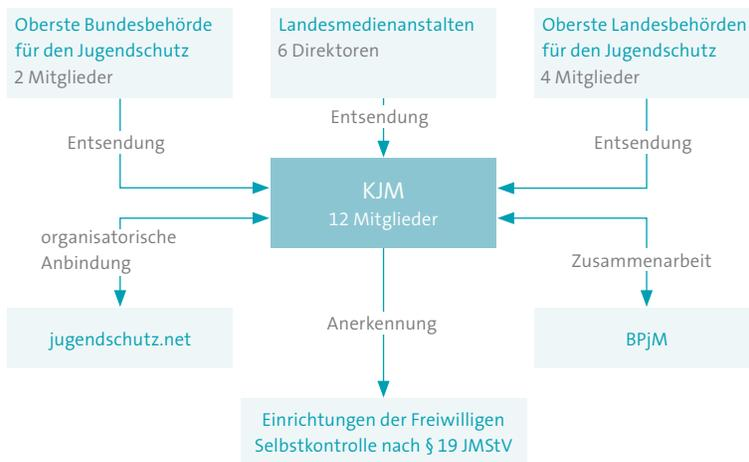 Oberste Bundesbehörde
für den Jugendschutz
2 Mitglieder
Landesmedienanstalten
6 Direktoren
Oberste Landesbehörden
für den Jugendschutz
4 Mitglieder
Entsendung
Entsendung
Entsendung
KJM
12 Mitglieder
organisatorische
Anbindung
Zusammenarbeit
jugendschutz.net
Anerkennung
BPjM
Einrichtungen der Freiwilligen
Selbstkontrolle nach § 19 JMStV